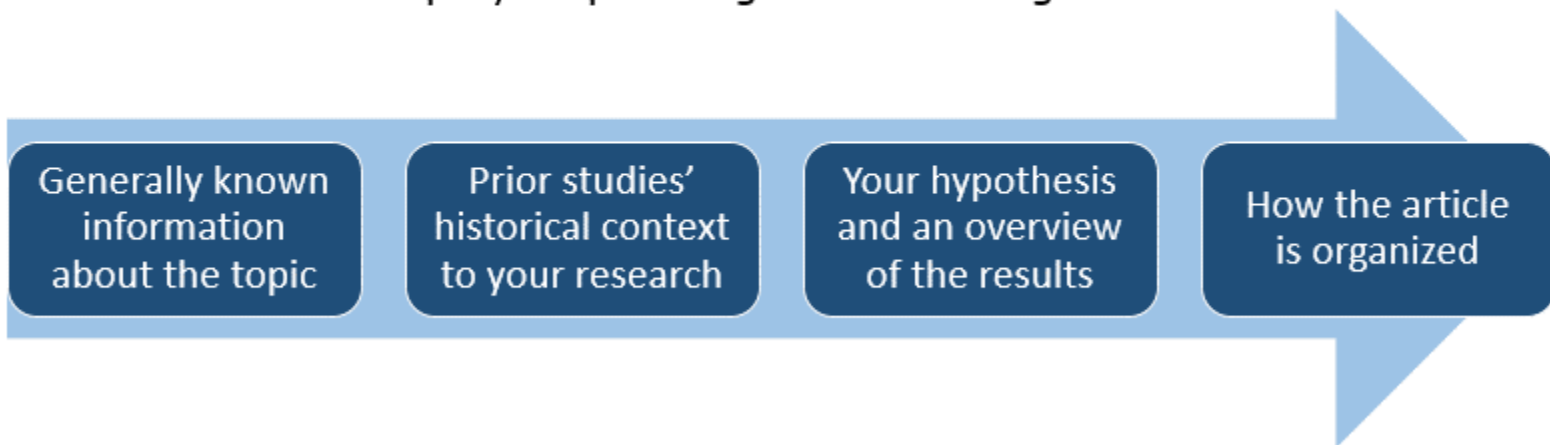 Generally known
information
about the topic
Prior studies’
historical context
to your research
Your hypothesis
and an overview
of the results
How the article
is organized